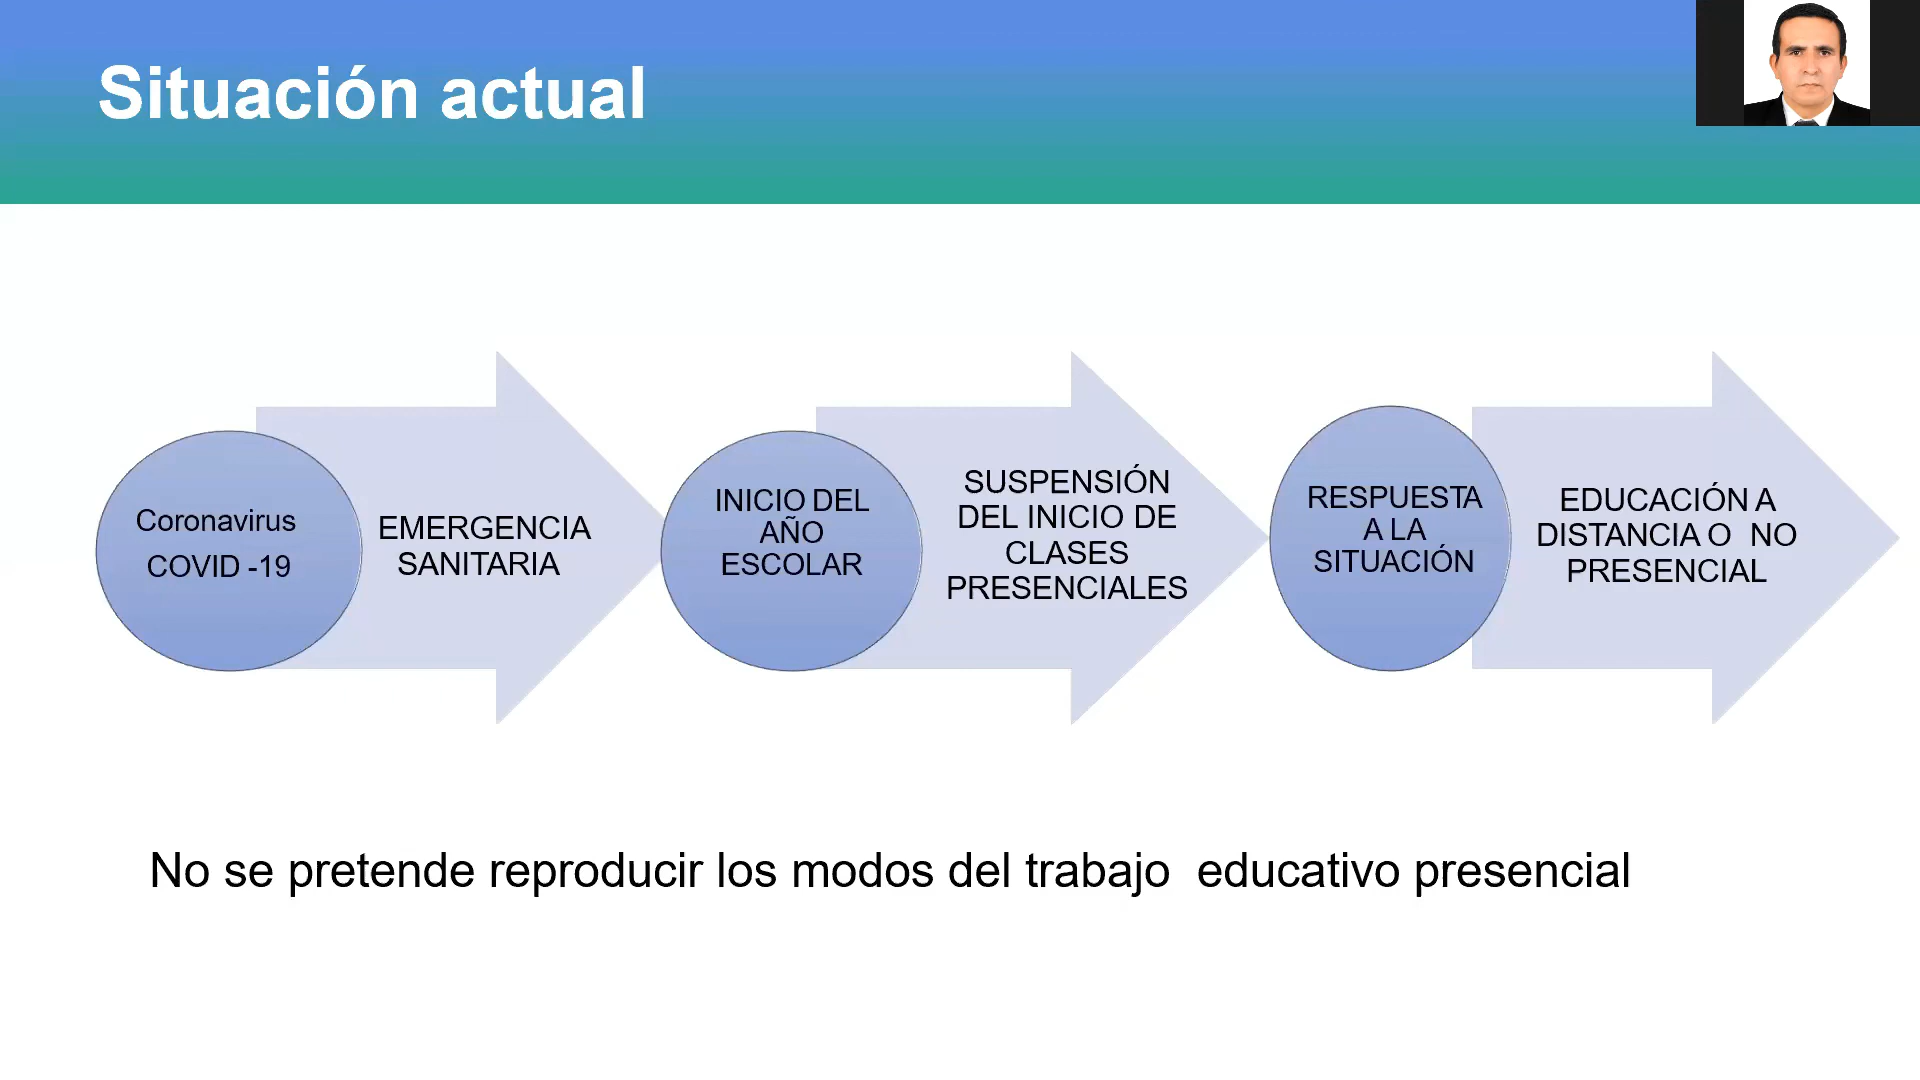 Situación actual
Coronavirus
COVID -19
EMERGENCIA
SANITARIA
INICIO DEL
AÑO
ESCOLAR
SUSPENSIÓN
DEL INICIO DE
CLASES
PRESENCIALES
RESPUESTA
A LA
SITUACIÓN
EDUCACIÓN A
DISTANCIA O  NO
PRESENCIAL
No se pretende reproducir los modos del trabajo  educativo presencial